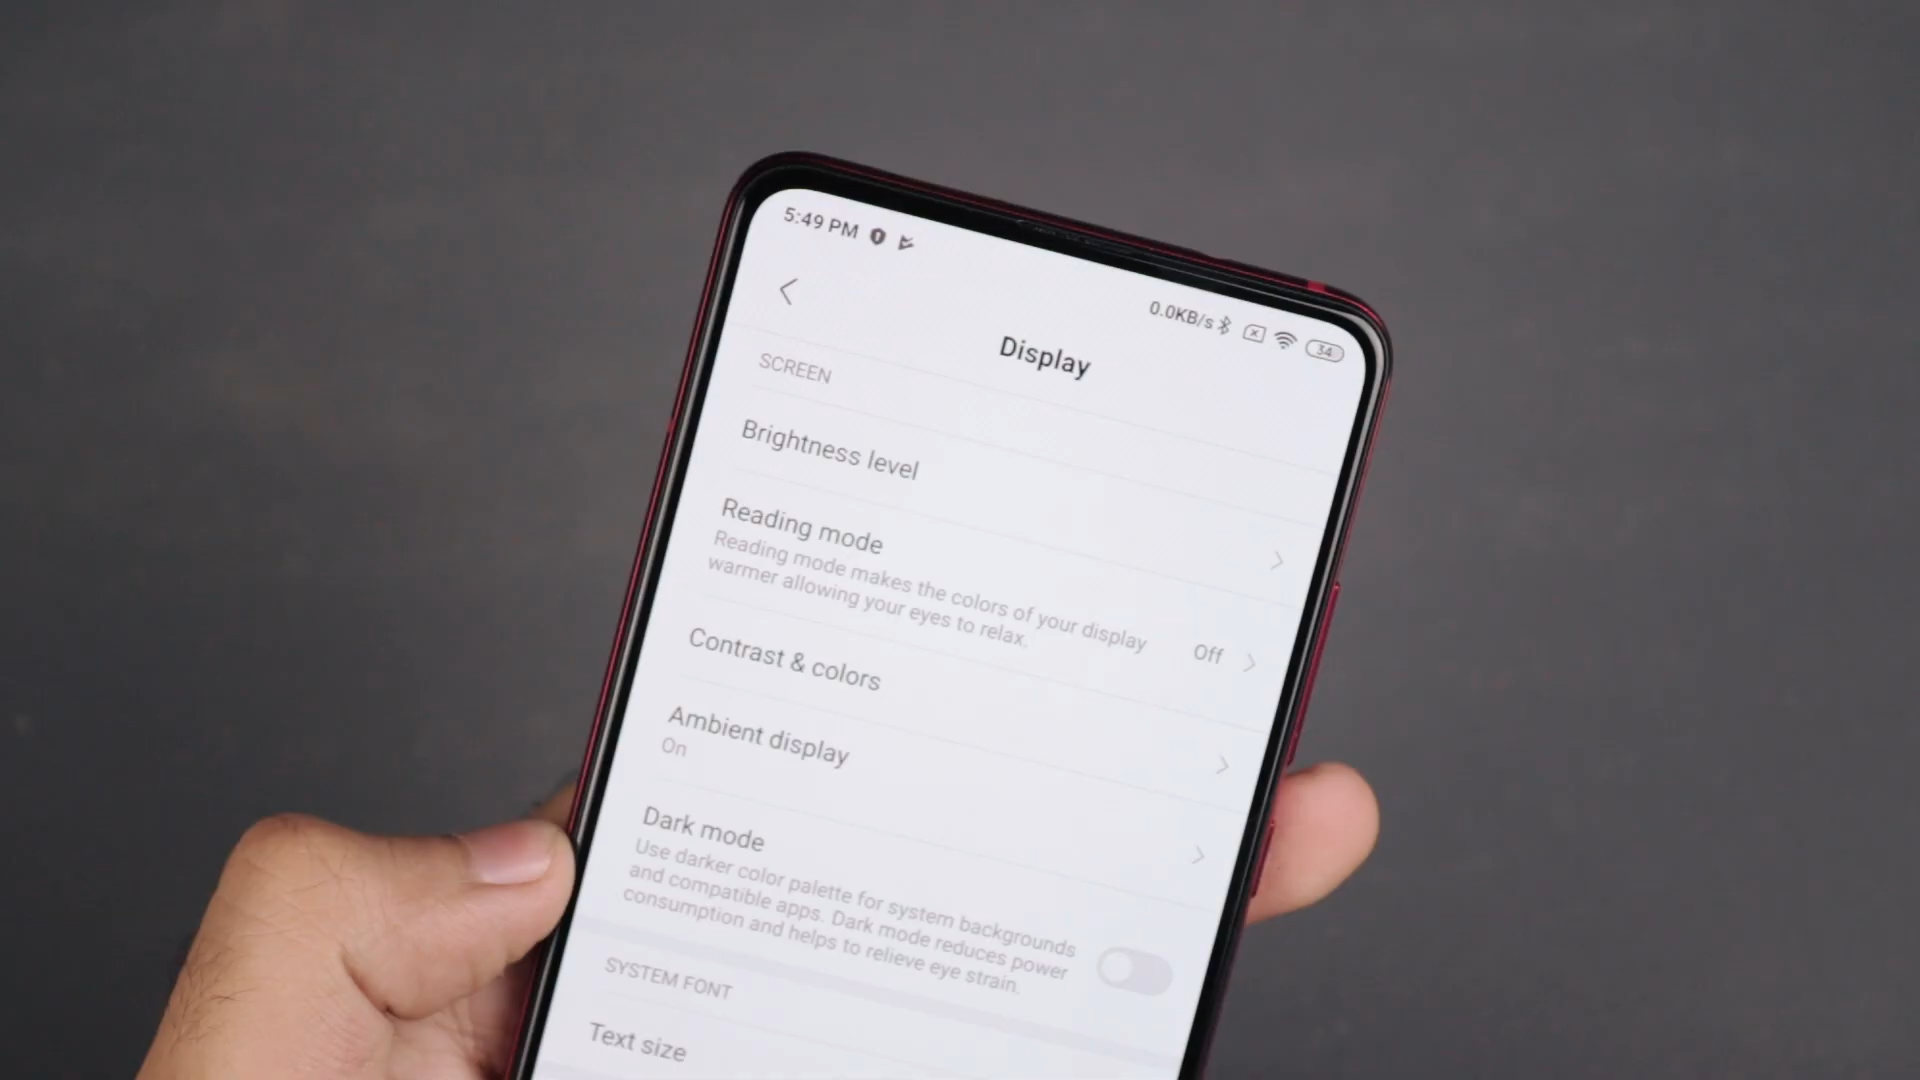 5:49 PM
0.0KB/s
34
Display
SCREEN
Brightness level
Reading mode
Reading mode makes the colors of your display
warmer allowing your eyes to relax.
Off
Contrast & colors
Ambient display
On
Dark mode
Use darker color palette for system backgrounds
and compatible apps. Dark mode reduces power
consumption and helps to relieve eye strain.
SYSTEM FONT
Text size